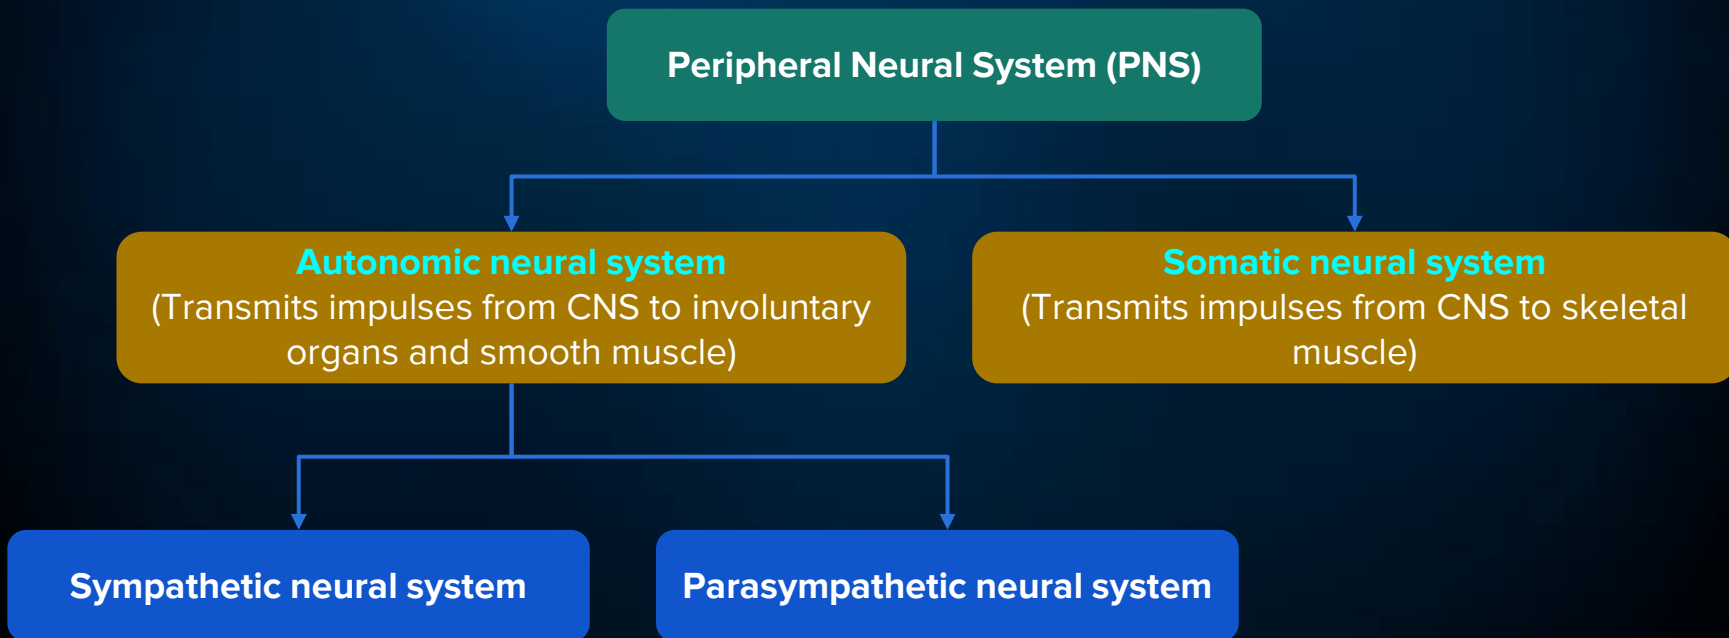 Peripheral Neural System (PNS)
Autonomic neural system
(Transmits impulses from CNS to involuntary
organs and smooth muscle)
Somatic neural system
(Transmits impulses from CNS to skeletal
muscle)
Sympathetic neural system
Parasympathetic neural system